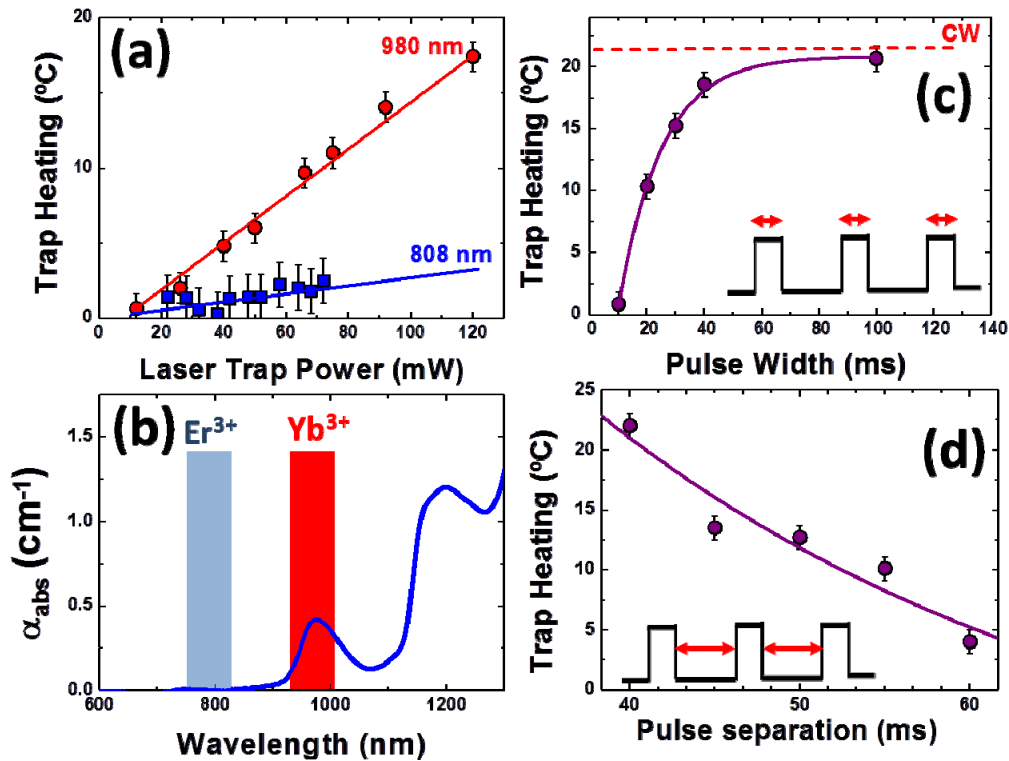 (a)
980 nm
808 nm
Trap Heating (ºC)
20
10
0
0 20 40 60 80 100 120
Laser Trap Power (mW)
(b)
Er³⁺
Yb³⁺
αabs (cm⁻¹)
1.5
1.0
0.5
0.0
600 800 1000 1200
Wavelength (nm)
CW
(c)
Trap Heating (ºC)
20
15
10
5
0
0 20 40 60 80 100 120 140
Pulse Width (ms)
(d)
Trap Heating (ºC)
25
20
15
10
5
0
40 50 60
Pulse separation (ms)